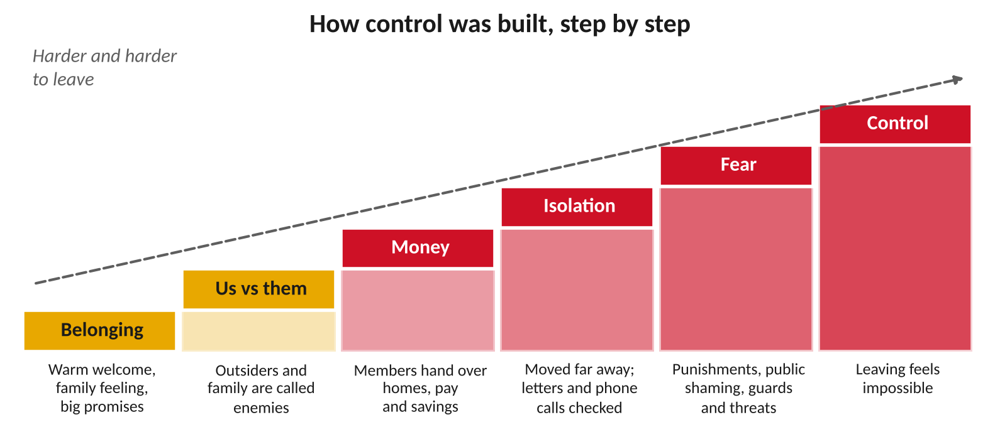 How control was built, step by step
Harder and harder
to leave
Control
Fear
Isolation
Money
Us vs them
Belonging
Warm welcome,
family feeling,
big promises
Outsiders and
family are called
enemies
Members hand over
homes, pay
and savings
Moved far away;
letters and phone
calls checked
Punishments, public
shaming, guards
and threats
Leaving feels
impossible